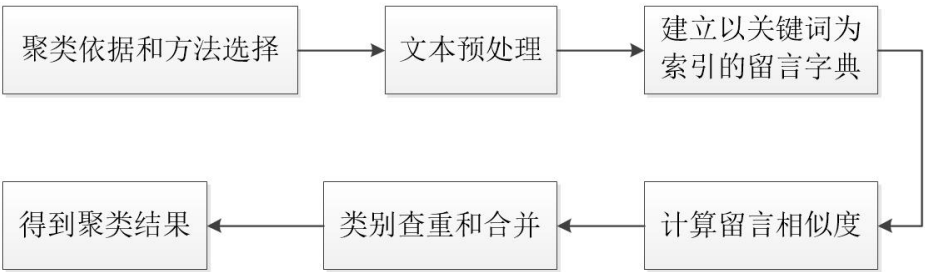 聚类依据和方法选择
文本预处理
建立以关键词为
索引的留言字典
计算留言相似度
类别查重和合并
得到聚类结果